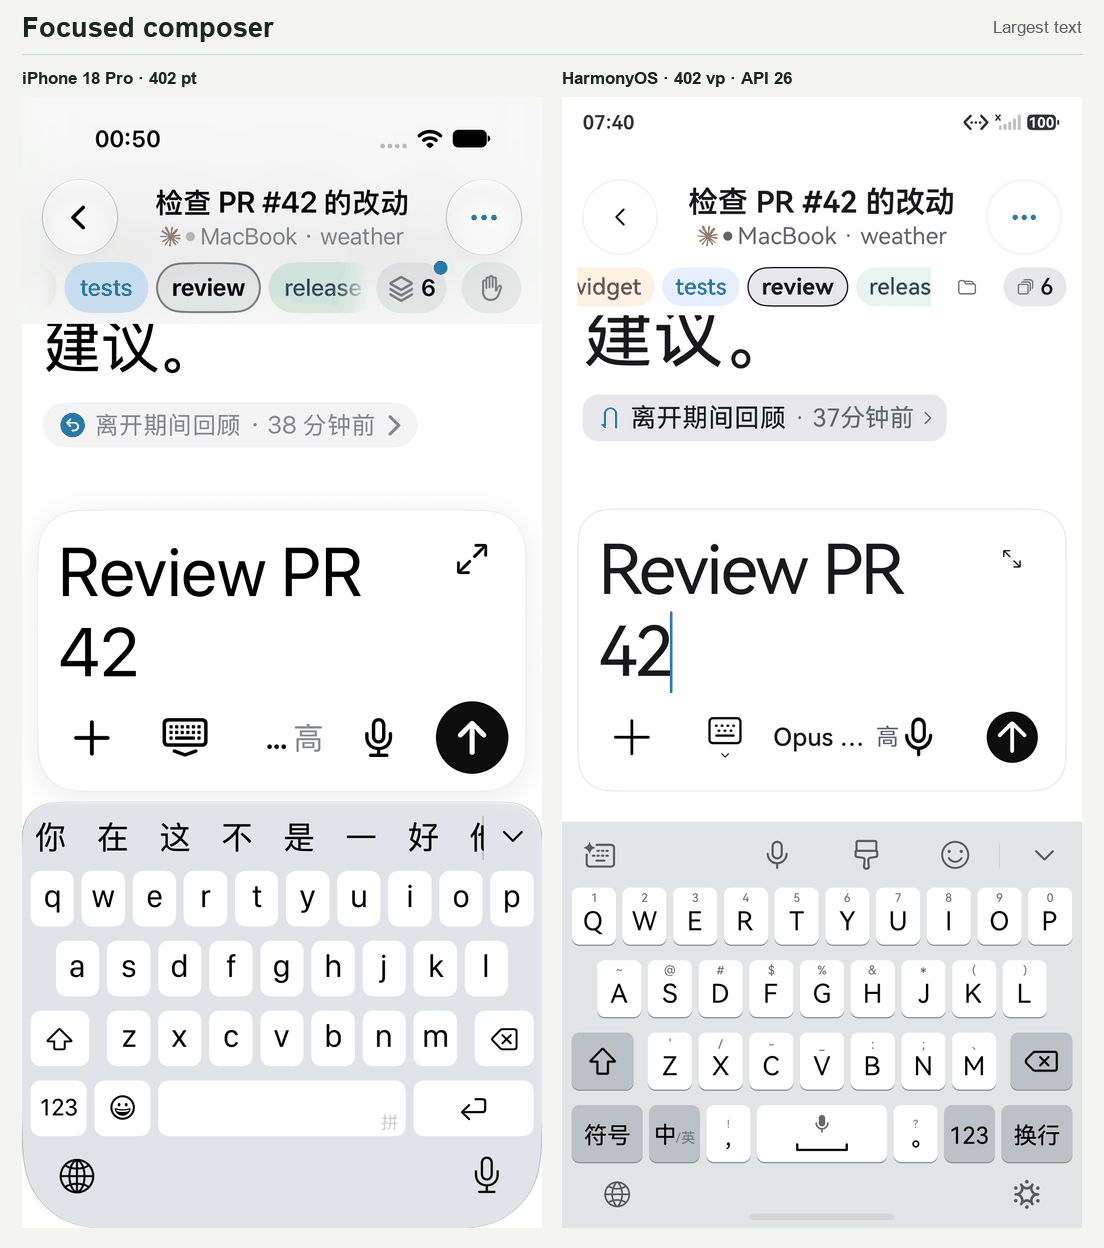 Focused composer
Largest text
iPhone 18 Pro · 402 pt
00:50
检查 PR #42 的改动
MacBook · weather
tests
review
release
6
建议。
离开期间回顾 · 38 分钟前
Review PR
42
... 高
你 在 这 不 是 一 好
q w e r t y u i o p
a s d f g h j k l
z x c v b n m
123
拼
HarmonyOS · 402 vp · API 26
07:40
100
检查 PR #42 的改动
MacBook · weather
widget
tests
review
releas
6
建议。
离开期间回顾 · 37分钟前
Review PR
42
Opus ... 高
1 2 3 4 5 6 7 8 9 0
Q W E R T Y U I O P
~ @ # $ % & * ( )
A S D F G H J K L
' / - _ : ; 、
Z X C V B N M
! ?
符号 中/英 , 。 123 换行